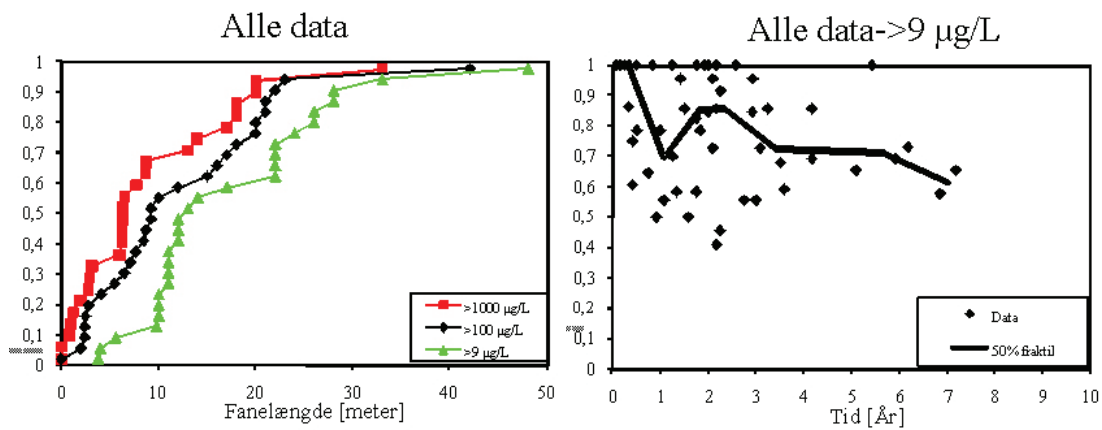 Alle data
1
0,9
0,8
0,7
0,6
0,5
0,4
0,3
0,2
0,1
0
0 10 20 30 40 50
Fanelængde [meter]
>1000 µg/L
>100 µg/L
>9 µg/L
Alle data->9 µg/L
1
0,9
0,8
0,7
0,6
0,5
0,4
0,3
0,2
0,1
0
0 1 2 3 4 5 6 7 8 9 10
Tid [År]
Data
50% fraktil